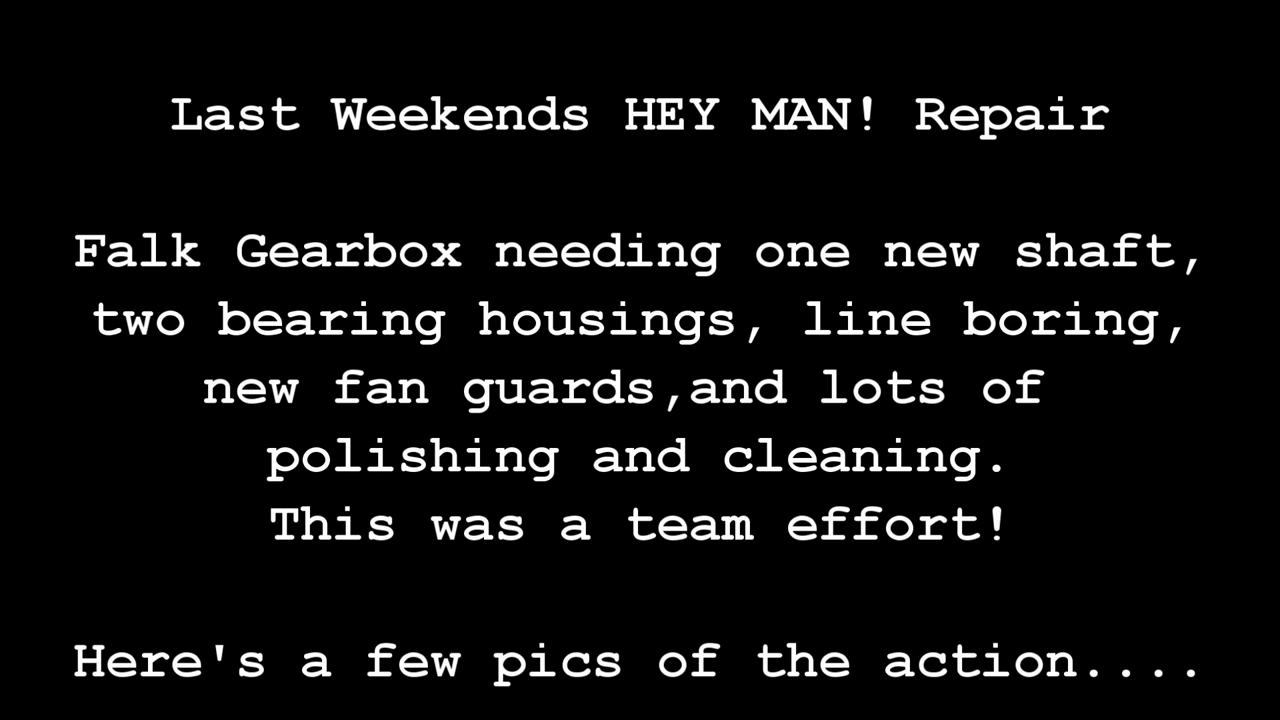 Last Weekends HEY MAN! Repair
Falk Gearbox needing one new shaft,
two bearing housings, line boring,
new fan guards,and lots of
polishing and cleaning.
This was a team effort!
Here's a few pics of the action....